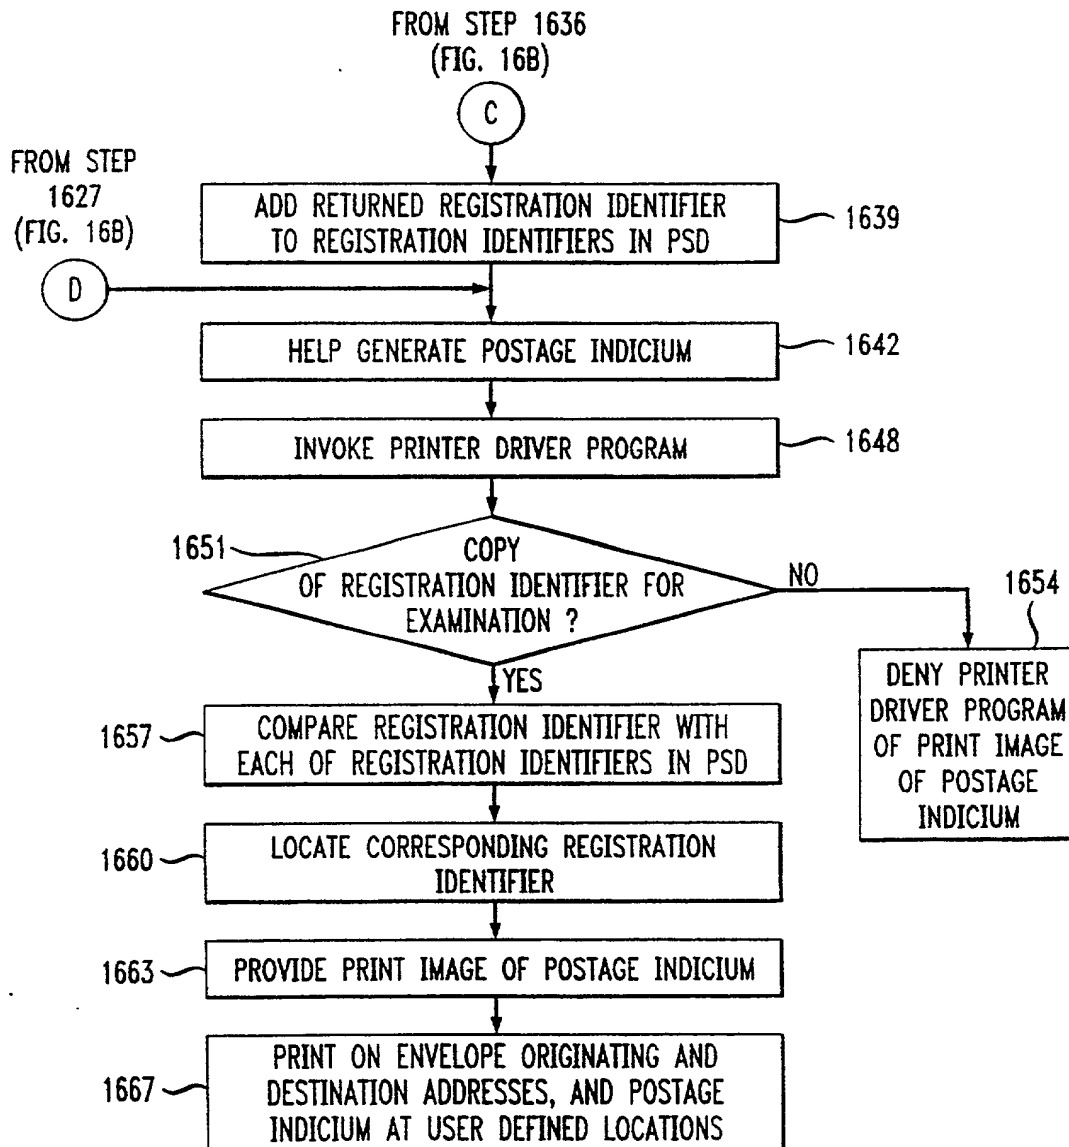 FROM STEP 1636
(FIG. 16B)
C
FROM STEP
1627
(FIG. 16B)
D
ADD RETURNED REGISTRATION IDENTIFIER
TO REGISTRATION IDENTIFIERS IN PSD
1639
HELP GENERATE POSTAGE INDICIUM
1642
INVOKE PRINTER DRIVER PROGRAM
1648
1651
COPY
OF REGISTRATION IDENTIFIER FOR
EXAMINATION ?
NO
1654
DENY PRINTER
DRIVER PROGRAM
OF PRINT IMAGE
OF POSTAGE
INDICIUM
YES
1657
COMPARE REGISTRATION IDENTIFIER WITH
EACH OF REGISTRATION IDENTIFIERS IN PSD
1660
LOCATE CORRESPONDING REGISTRATION
IDENTIFIER
1663
PROVIDE PRINT IMAGE OF POSTAGE INDICIUM
1667
PRINT ON ENVELOPE ORIGINATING AND
DESTINATION ADDRESSES, AND POSTAGE
INDICIUM AT USER DEFINED LOCATIONS